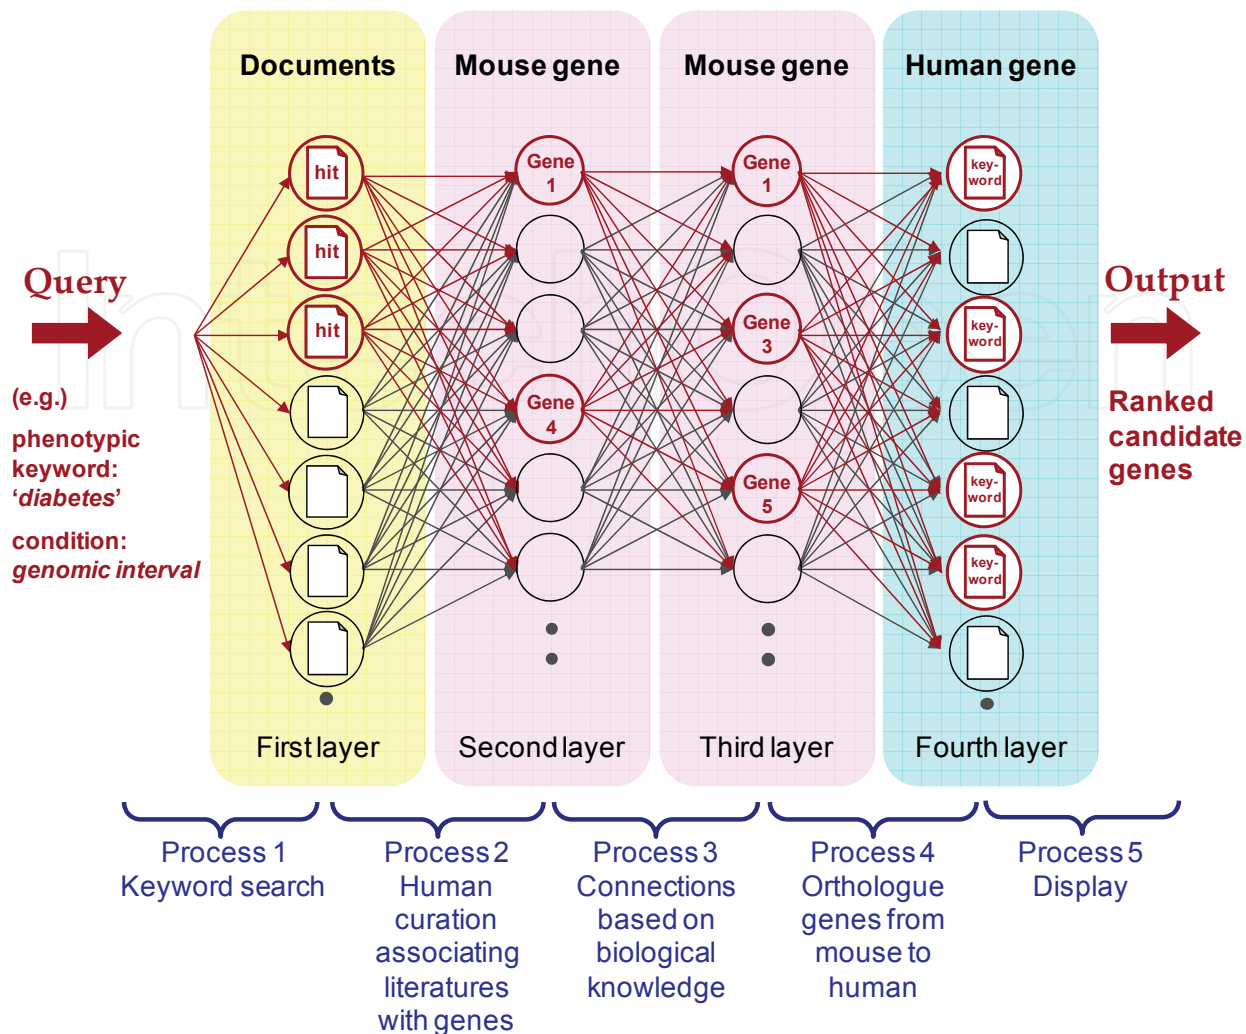 Documents
Mouse gene
Mouse gene
Human gene
hit
hit
hit
Gene
1
Gene
4
Gene
1
Gene
3
Gene
5
key-
word
key-
word
key-
word
key-
word
Query
(e.g.)
phenotypic
keyword:
‘diabetes’
condition:
genomic interval
Output
Ranked
candidate
genes
First layer
Second layer
Third layer
Fourth layer
Process 1
Keyword search
Process 2
Human
curation
associating
literatures
with genes
Process 3
Connections
based on
biological
knowledge
Process 4
Orthologue
genes from
mouse to
human
Process 5
Display